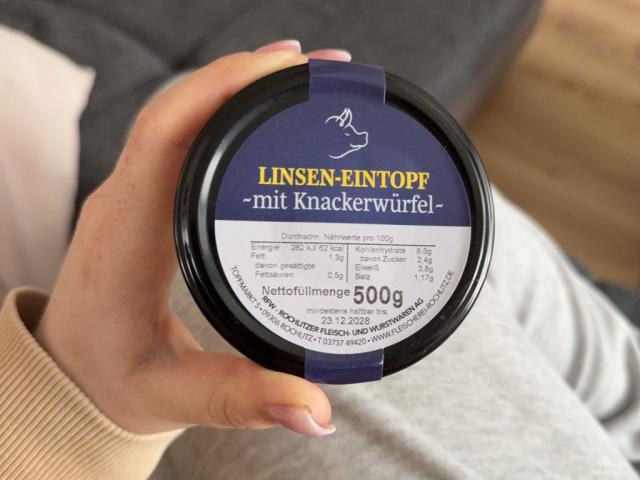 LINSEN-EINTOPF
~mit Knackerwürfel~
Durchschn. Nährwerte pro 100g
Energie 262 kJ/ 62 kcal
Fett 1,3g
davon gesättigte
Fettsäuren 0,5g
Kohlenhydrate 8,8g
davon Zucker 2,4g
Eiweiß 3,8g
Salz 1,17g
Nettofüllmenge 500g
mindestens haltbar bis:
23.12.2028
RFW - ROCHLITZER FLEISCH- UND WURSTWAREN AG
TOPFMARKT 5 • 09306 ROCHLITZ • T 03737 49420 • WWW.FLEISCHEREI-ROCHLITZ.DE